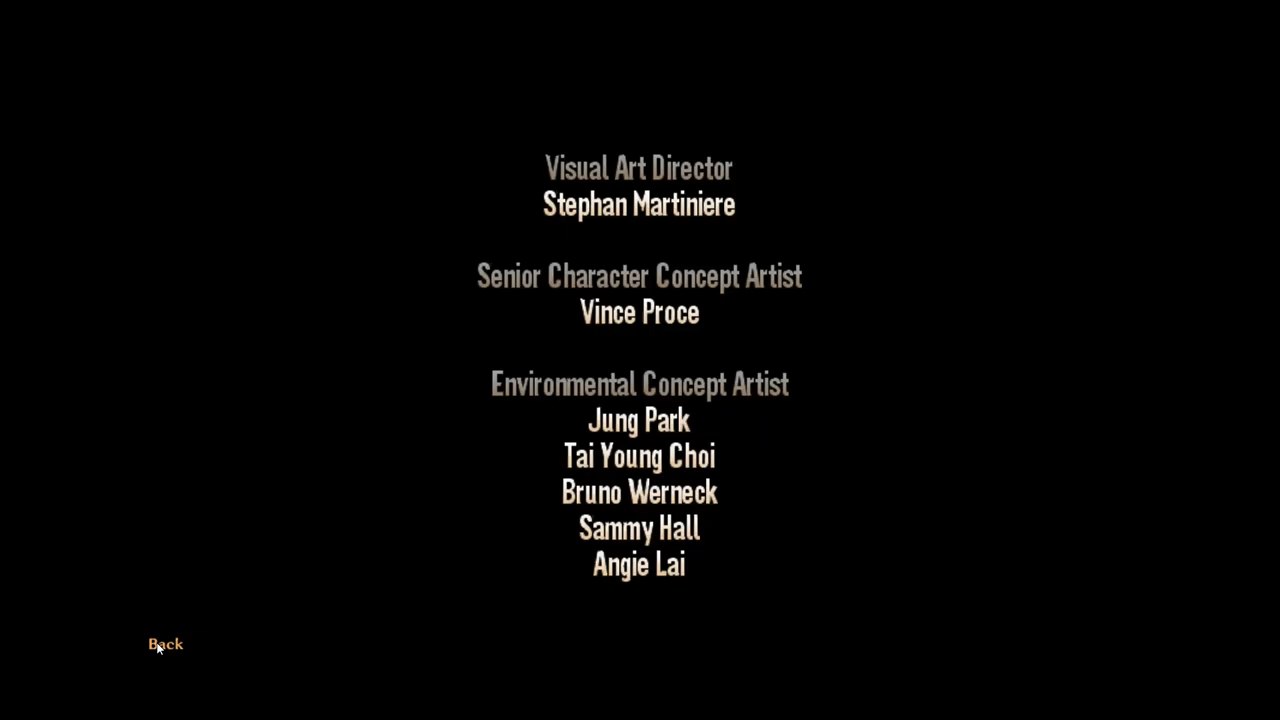 Visual Art Director
Stephan Martiniere
Senior Character Concept Artist
Vince Proce
Environmental Concept Artist
Jung Park
Tai Young Choi
Bruno Werneck
Sammy Hall
Angie Lai
Back